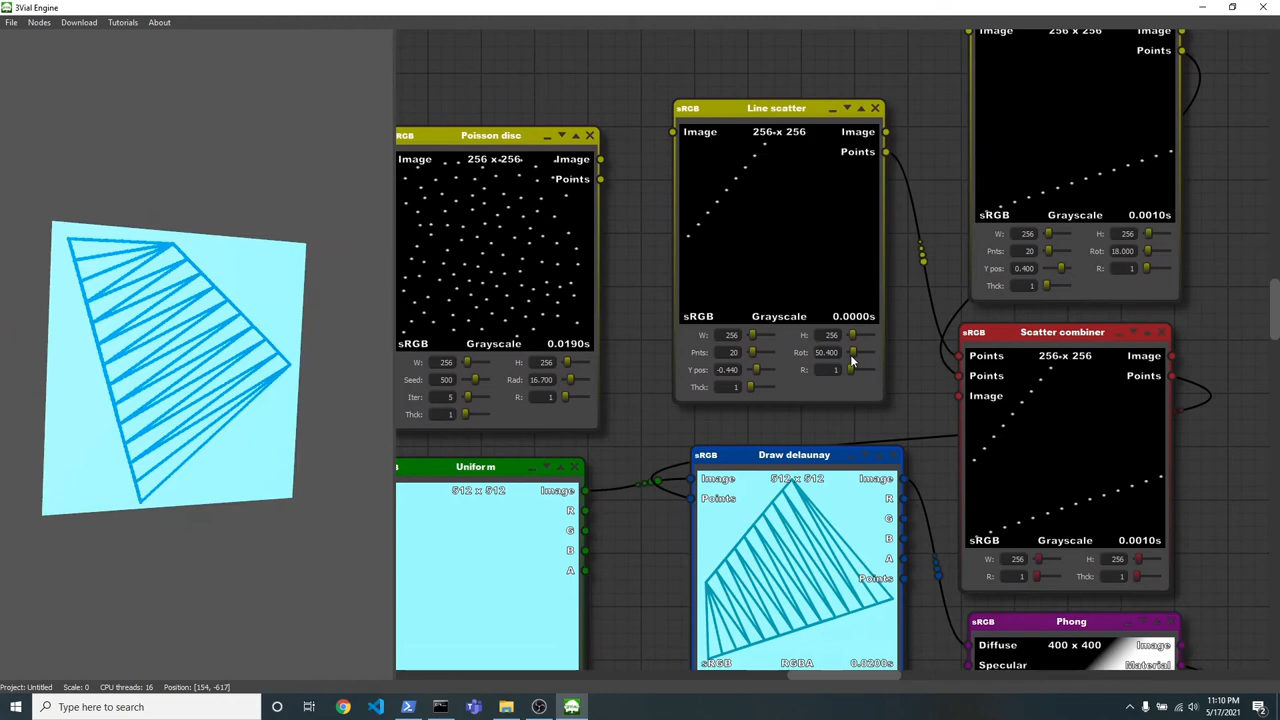 3Vial Engine
File Nodes Download Tutorials About
RGB Poisson disc
Image 256 x 256 Image
Points
sRGB Grayscale 0.0190s
W: 256 H: 256
Seed: 500 Rad: 16.700
Iter: 5 R: 1
Thck: 1
sRGB Line scatter
Image 256 x 256 Image
Points
sRGB Grayscale 0.0000s
W: 256 H: 256
Pnts: 20 Rot: 50.400
Y pos: -0.440 R: 1
Thck: 1
Image 256 x 256 Image
Points
sRGB Grayscale 0.0010s
W: 256 H: 256
Pnts: 20 Rot: 18.000
Y pos: 0.400 R: 1
Thck: 1
sRGB Scatter combiner
Points 256 x 256 Image
Points Points
Image
sRGB Grayscale 0.0010s
W: 256 H: 256
R: 1 Thck: 1
Uniform
512 x 512 Image
R
G
B
A
sRGB Draw delaunay
Image 512 x 512 Image
Points R
G
B
A
Points
sRGB RGBA 0.0200s
sRGB Phong
Diffuse 400 x 400 Image
Specular Material
Project: Untitled Scale: 0 CPU threads: 16 Position: [154, -617]
Type here to search
11:10 PM
5/17/2021
2